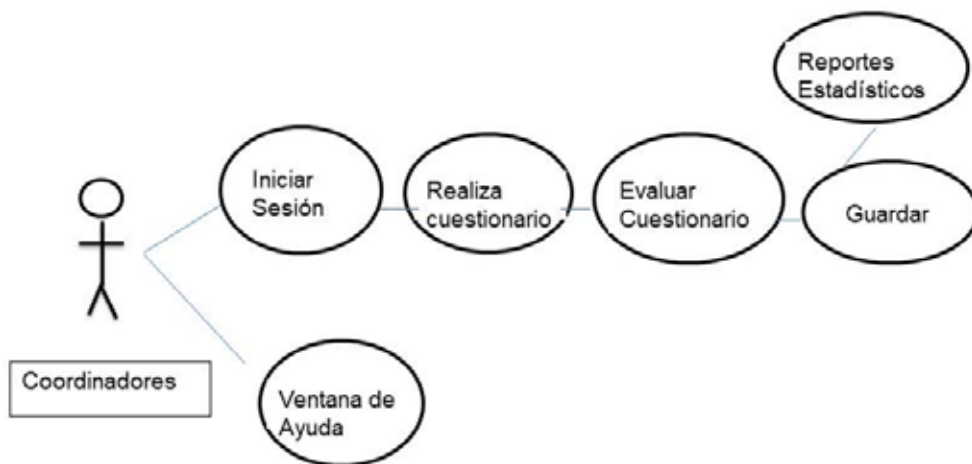 Reportes
Estadísticos
Iniciar
Sesión
Realiza
cuestionario
Evaluar
Cuestionario
Guardar
Coordinadores
Ventana de
Ayuda